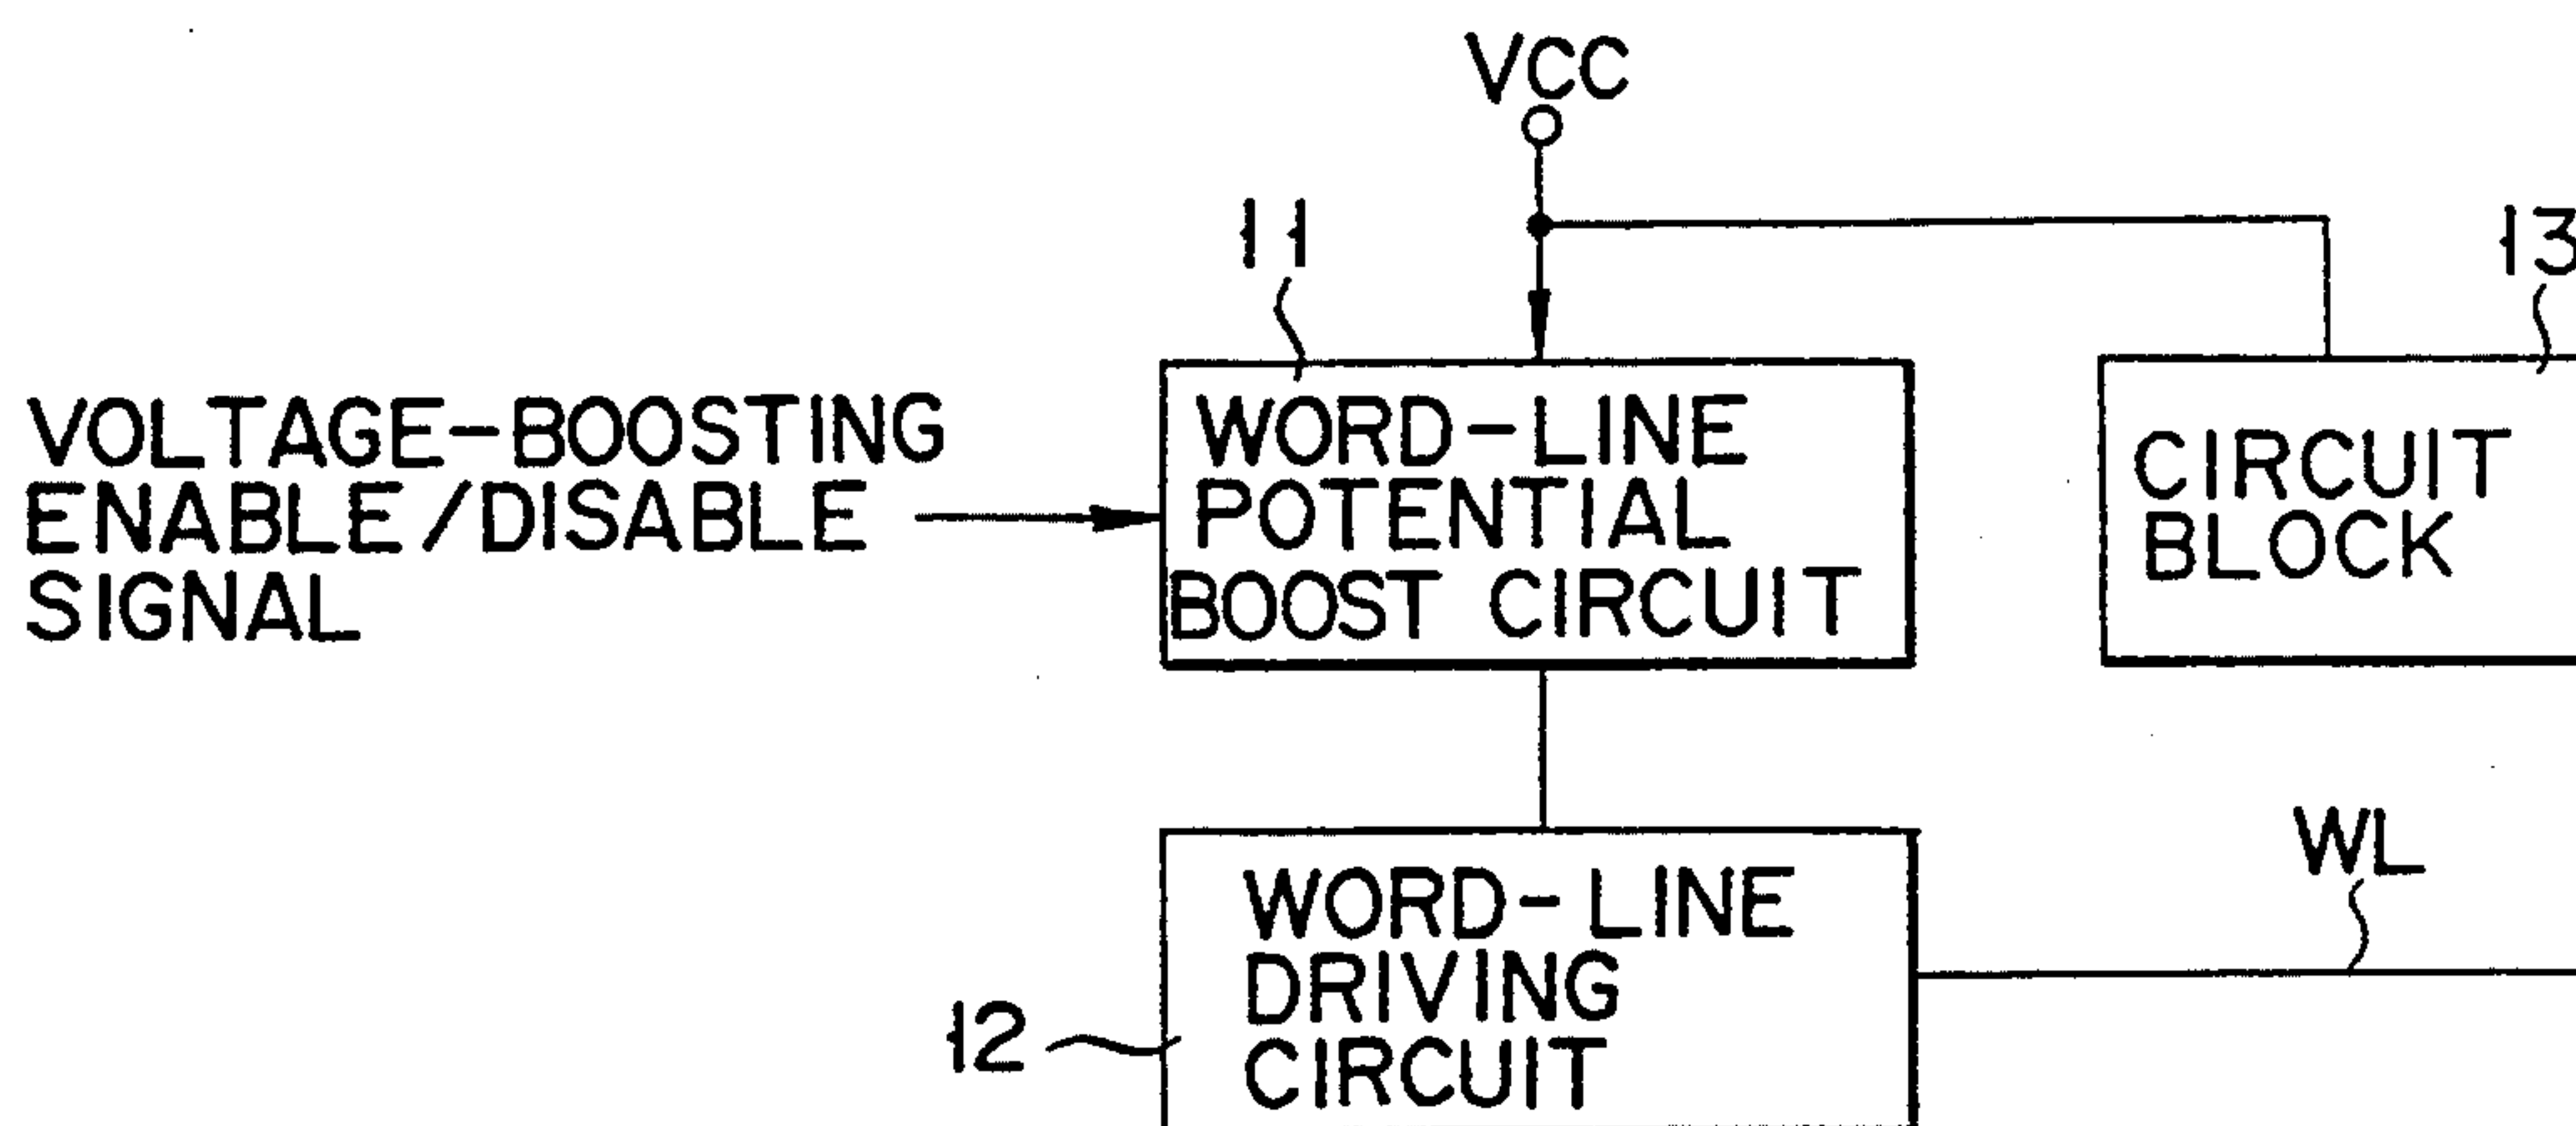 VCC
11
13
VOLTAGE-BOOSTING
ENABLE/DISABLE
SIGNAL
WORD-LINE
POTENTIAL
BOOST CIRCUIT
CIRCUIT
BLOCK
WL
WORD-LINE
DRIVING
CIRCUIT
12